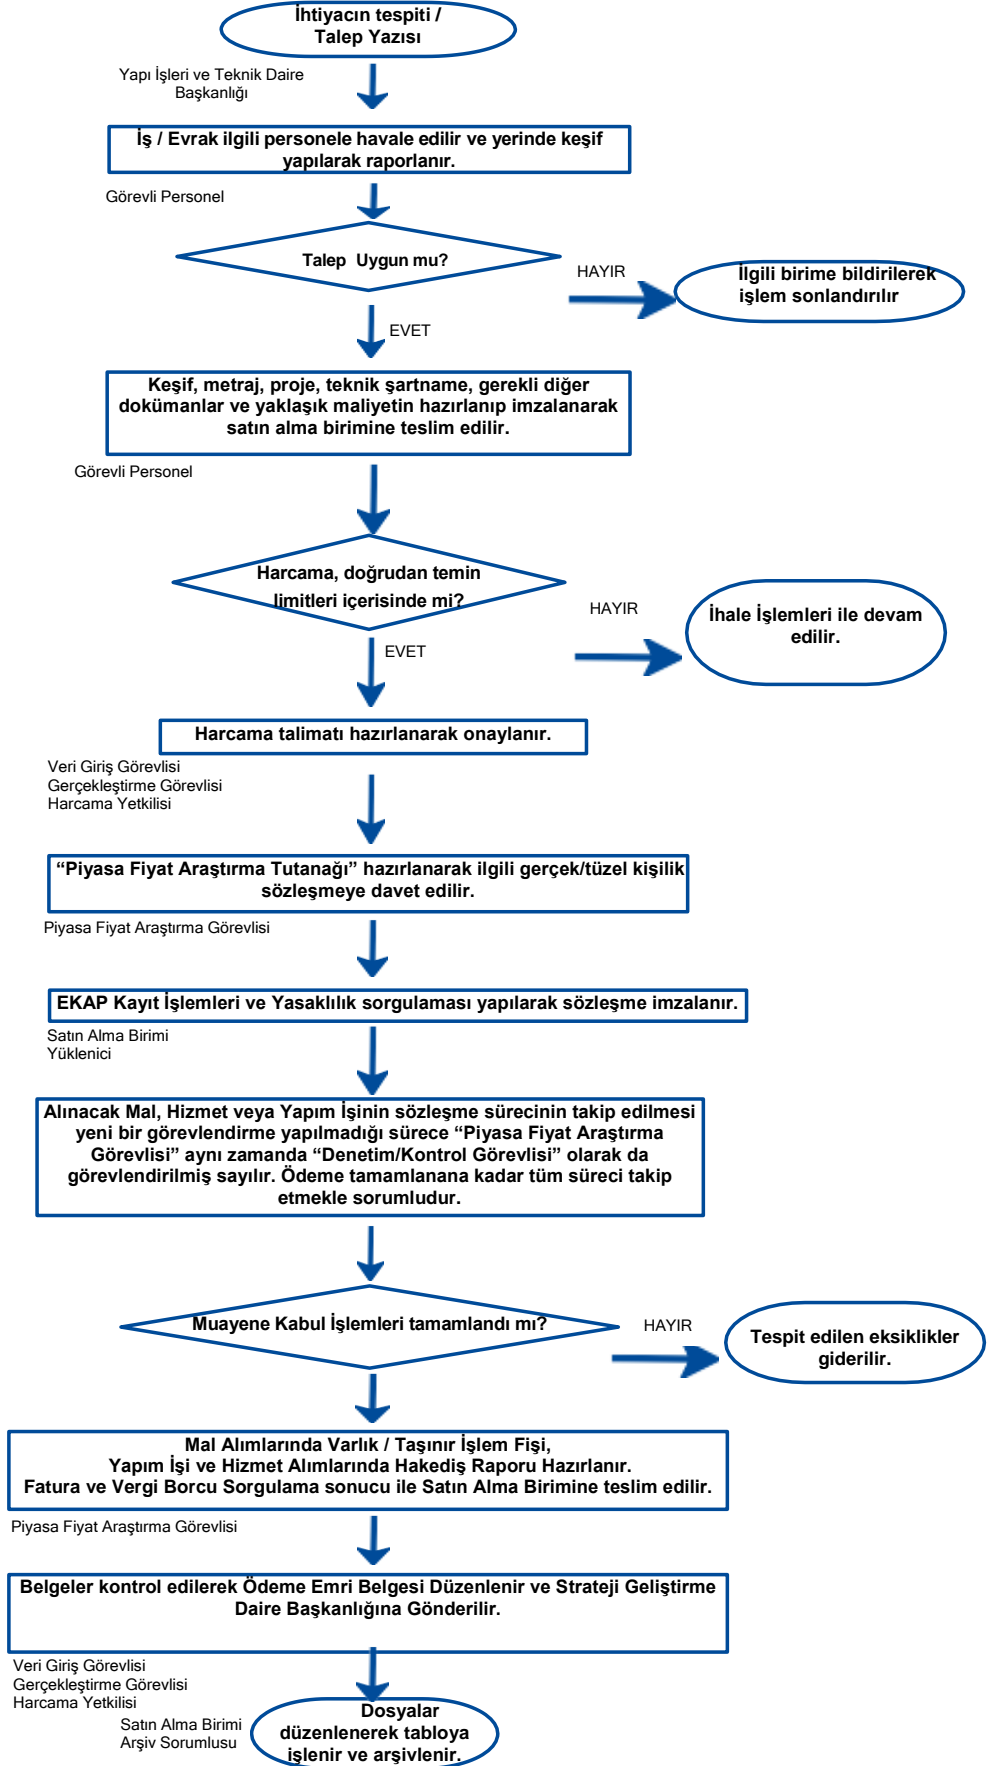 İhtiyacın tespiti /
Talep Yazısı
Yapı İşleri ve Teknik Daire
Başkanlığı
İş / Evrak ilgili personele havale edilir ve yerinde keşif
yapılarak raporlanır.
Görevli Personel
Talep Uygun mu?
HAYIR
İlgili birime bildirilerek
işlem sonlandırılır
EVET
Keşif, metraj, proje, teknik şartname, gerekli diğer
dokümanlar ve yaklaşık maliyetin hazırlanıp imzalanarak
satın alma birimine teslim edilir.
Görevli Personel
Harcama, doğrudan temin
limitleri içerisinde mi?
HAYIR
İhale İşlemleri ile devam
edilir.
EVET
Harcama talimatı hazırlanarak onaylanır.
Veri Giriş Görevlisi
Gerçekleştirme Görevlisi
Harcama Yetkilisi
“Piyasa Fiyat Araştırma Tutanağı” hazırlanarak ilgili gerçek/tüzel kişilik
sözleşmeye davet edilir.
Piyasa Fiyat Araştırma Görevlisi
EKAP Kayıt İşlemleri ve Yasaklılık sorgulaması yapılarak sözleşme imzalanır.
Satın Alma Birimi
Yüklenici
Alınacak Mal, Hizmet veya Yapım İşinin sözleşme sürecinin takip edilmesi
yeni bir görevlendirme yapılmadığı sürece “Piyasa Fiyat Araştırma
Görevlisi” aynı zamanda “Denetim/Kontrol Görevlisi” olarak da
görevlendirilmiş sayılır. Ödeme tamamlanana kadar tüm süreci takip
etmekle sorumludur.
Muayene Kabul İşlemleri tamamlandı mı?
HAYIR
Tespit edilen eksiklikler
giderilir.
Mal Alımlarında Varlık / Taşınır İşlem Fişi,
Yapım İşi ve Hizmet Alımlarında Hakediş Raporu Hazırlanır.
Fatura ve Vergi Borcu Sorgulama sonucu ile Satın Alma Birimine teslim edilir.
Piyasa Fiyat Araştırma Görevlisi
Belgeler kontrol edilerek Ödeme Emri Belgesi Düzenlenir ve Strateji Geliştirme
Daire Başkanlığına Gönderilir.
Veri Giriş Görevlisi
Gerçekleştirme Görevlisi
Harcama Yetkilisi
Satın Alma Birimi
Arşiv Sorumlusu
Dosyalar
düzenlenerek tabloya
işlenir ve arşivlenir.